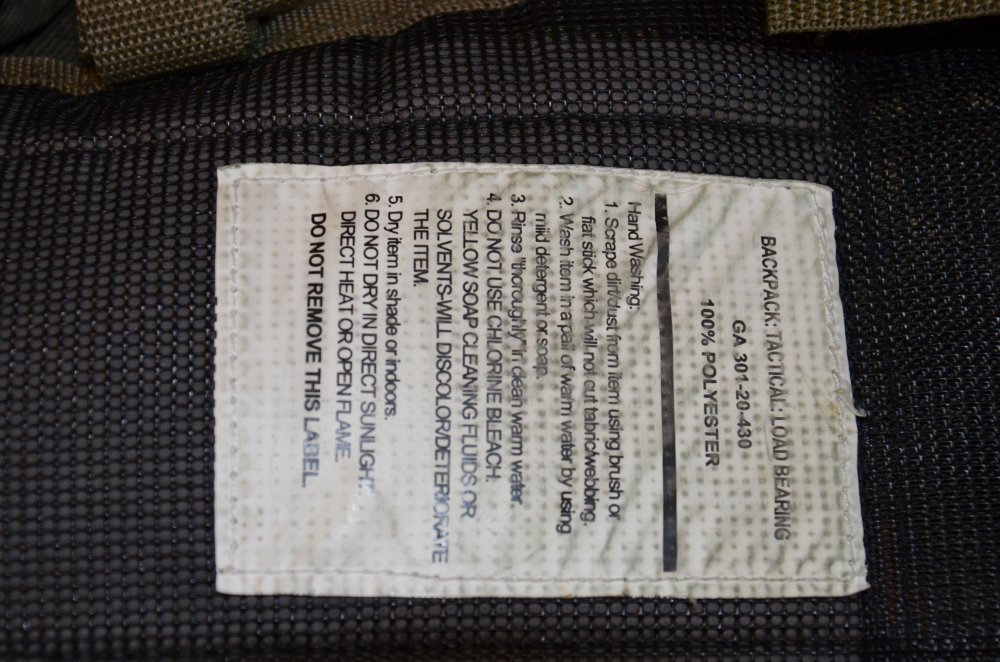 BACKPACK: TACTICAL: LOAD BEARING
GA 301-20-430
100% POLYESTER
Hand Washing:
1. Scrape dirt/dust from item using brush or
flat stick which will not cut fabric/webbing.
2. Wash item in a pail of warm water by using
mild detergent or soap.
3. Rinse "thoroughly" in clean warm water.
4. DO NOT USE CHLORINE BLEACH.
YELLOW SOAP CLEANING FLUIDS OR
SOLVENTS-WILL DISCOLOR/DETERIORATE
THE ITEM.
5. Dry item in shade or indoors.
6. DO NOT DRY IN DIRECT SUNLIGHT.
DIRECT HEAT OR OPEN FLAME.
DO NOT REMOVE THIS LABEL.